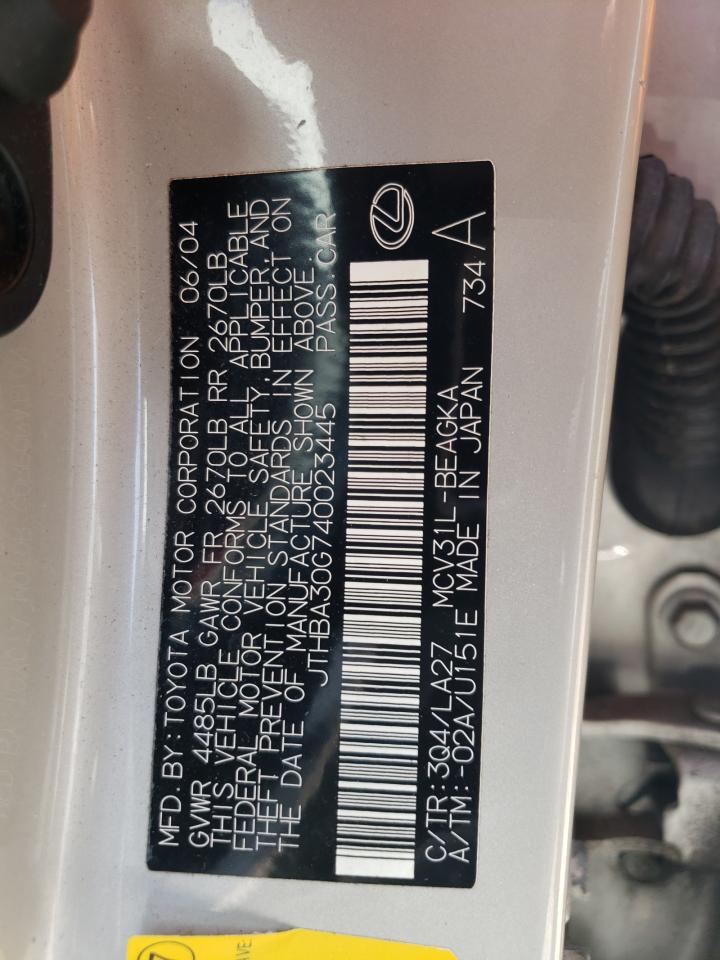 MFD.BY:TOYOTA MOTOR CORPORATION 06/04
GVWR 4485LB GAWR FR 2670LB RR 2670LB
THIS VEHICLE CONFORMS TO ALL APPLICABLE
FEDERAL MOTOR VEHICLE SAFETY, BUMPER, AND
THEFT PREVENTION STANDARDS IN EFFECT ON
THE DATE OF MANUFACTURE SHOWN ABOVE.
JTHBA30G740023445 PASS.CAR
C/TR:3Q4/LA27 MCV31L-BEAGKA
A/TM:-02A/U151E MADE IN JAPAN 734 A